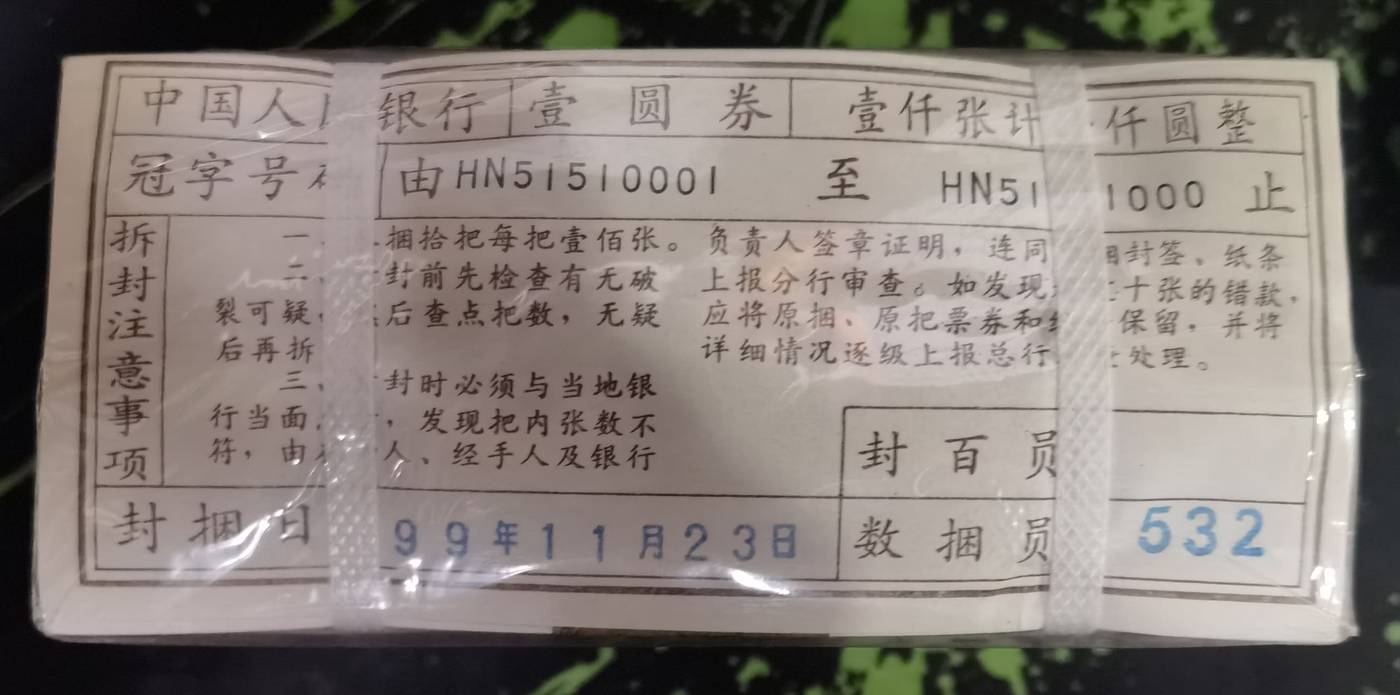 中国人 银行 壹圆券 壹仟张计 仟圆整
冠字号 由HN51510001 至 HN51 1000 止
拆封注意事项
一 捆拾把每把壹佰张。
二 封前先检查有无破
裂可疑, 后查点把数,无疑
后再拆
三、 封时必须与当地银
行当面 ,发现把内张数不
符,由 人、经手人及银行
负责人签章证明,连同 封签、纸条
上报分行审查。如发现 十张的错款,
应将原捆、原把票券和 保留,并将
详细情况逐级上报总行 处理。
封百员
封捆日 99年11月23日
数捆员 532